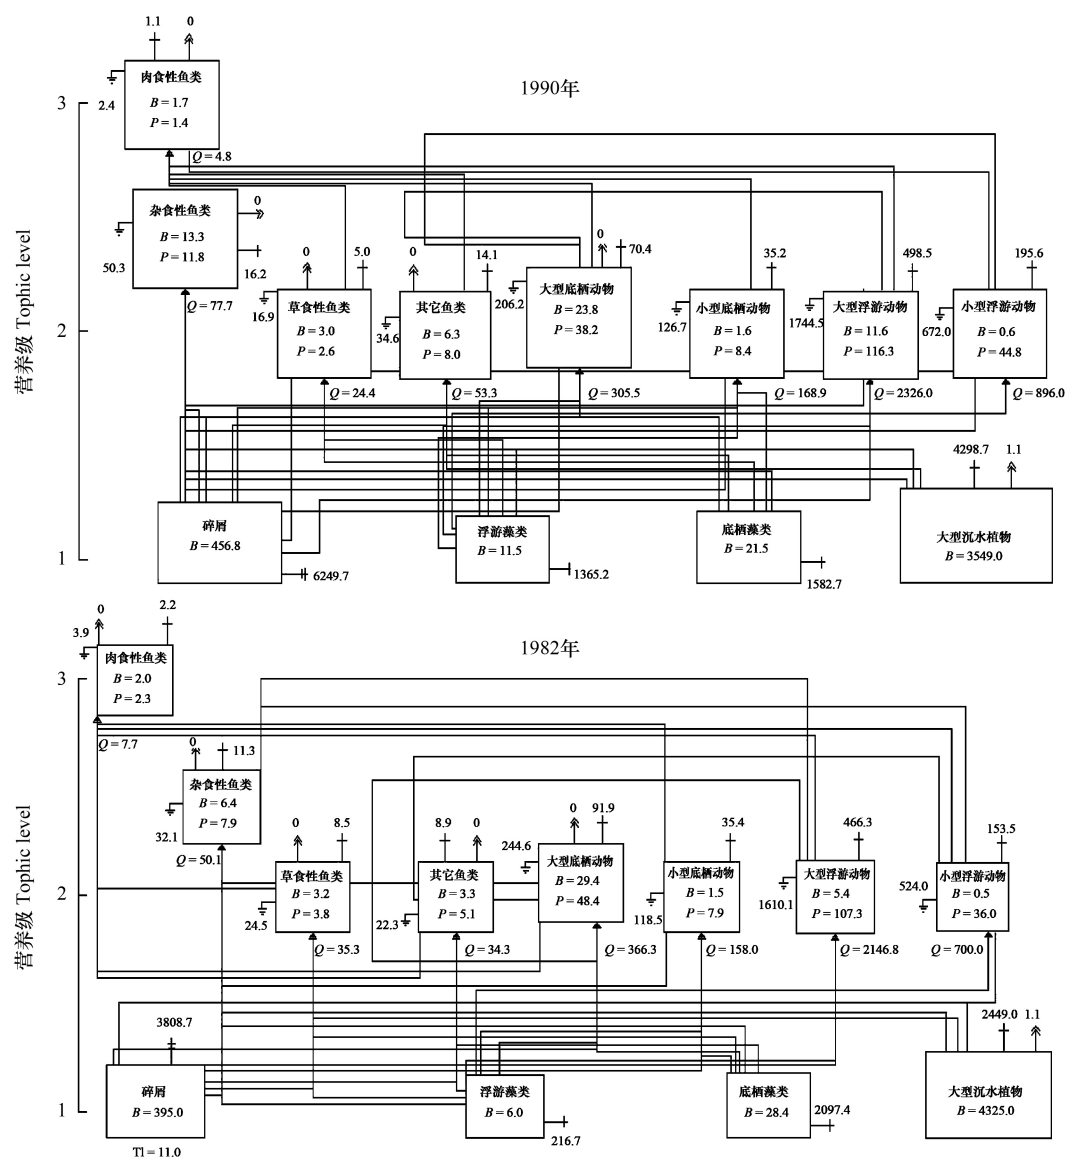 1.1 0
1990年
3
营养级 Tophic level
2
1
肉食性鱼类
B = 1.7
P = 1.4
2.4
Q = 4.8
杂食性鱼类
B = 13.3
P = 11.8
0
50.3
16.2
Q = 77.7
0 5.0
草食性鱼类
B = 3.0
P = 2.6
16.9
Q = 24.4
0 14.1
其它鱼类
B = 6.3
P = 8.0
34.6
Q = 53.3
0 70.4
大型底栖动物
B = 23.8
P = 38.2
206.2
Q = 305.5
35.2
小型底栖动物
B = 1.6
P = 8.4
126.7
Q = 168.9
498.5
大型浮游动物
B = 11.6
P = 116.3
1744.5
Q = 2326.0
195.6
小型浮游动物
B = 0.6
P = 44.8
672.0
Q = 896.0
碎屑
B = 456.8
6249.7
浮游藻类
B = 11.5
1365.2
底栖藻类
B = 21.5
1582.7
4298.7 1.1
大型沉水植物
B = 3549.0
1982年
3
营养级 Tophic level
2
1
0 2.2
3.9
肉食性鱼类
B = 2.0
P = 2.3
Q = 7.7
0 11.3
杂食性鱼类
B = 6.4
P = 7.9
32.1
Q = 50.1
0 8.5
草食性鱼类
B = 3.2
P = 3.8
24.5
Q = 35.3
8.9 0
其它鱼类
B = 3.3
P = 5.1
22.3
Q = 34.3
0 91.9
244.6
大型底栖动物
B = 29.4
P = 48.4
Q = 366.3
35.4
小型底栖动物
B = 1.5
P = 7.9
118.5
Q = 158.0
466.3
大型浮游动物
B = 5.4
P = 107.3
1610.1
Q = 2146.8
153.5
小型浮游动物
B = 0.5
P = 36.0
524.0
Q = 700.0
3808.7
碎屑
B = 395.0
Tl = 11.0
浮游藻类
B = 6.0
216.7
底栖藻类
B = 28.4
2097.4
2449.0 1.1
大型沉水植物
B = 4325.0